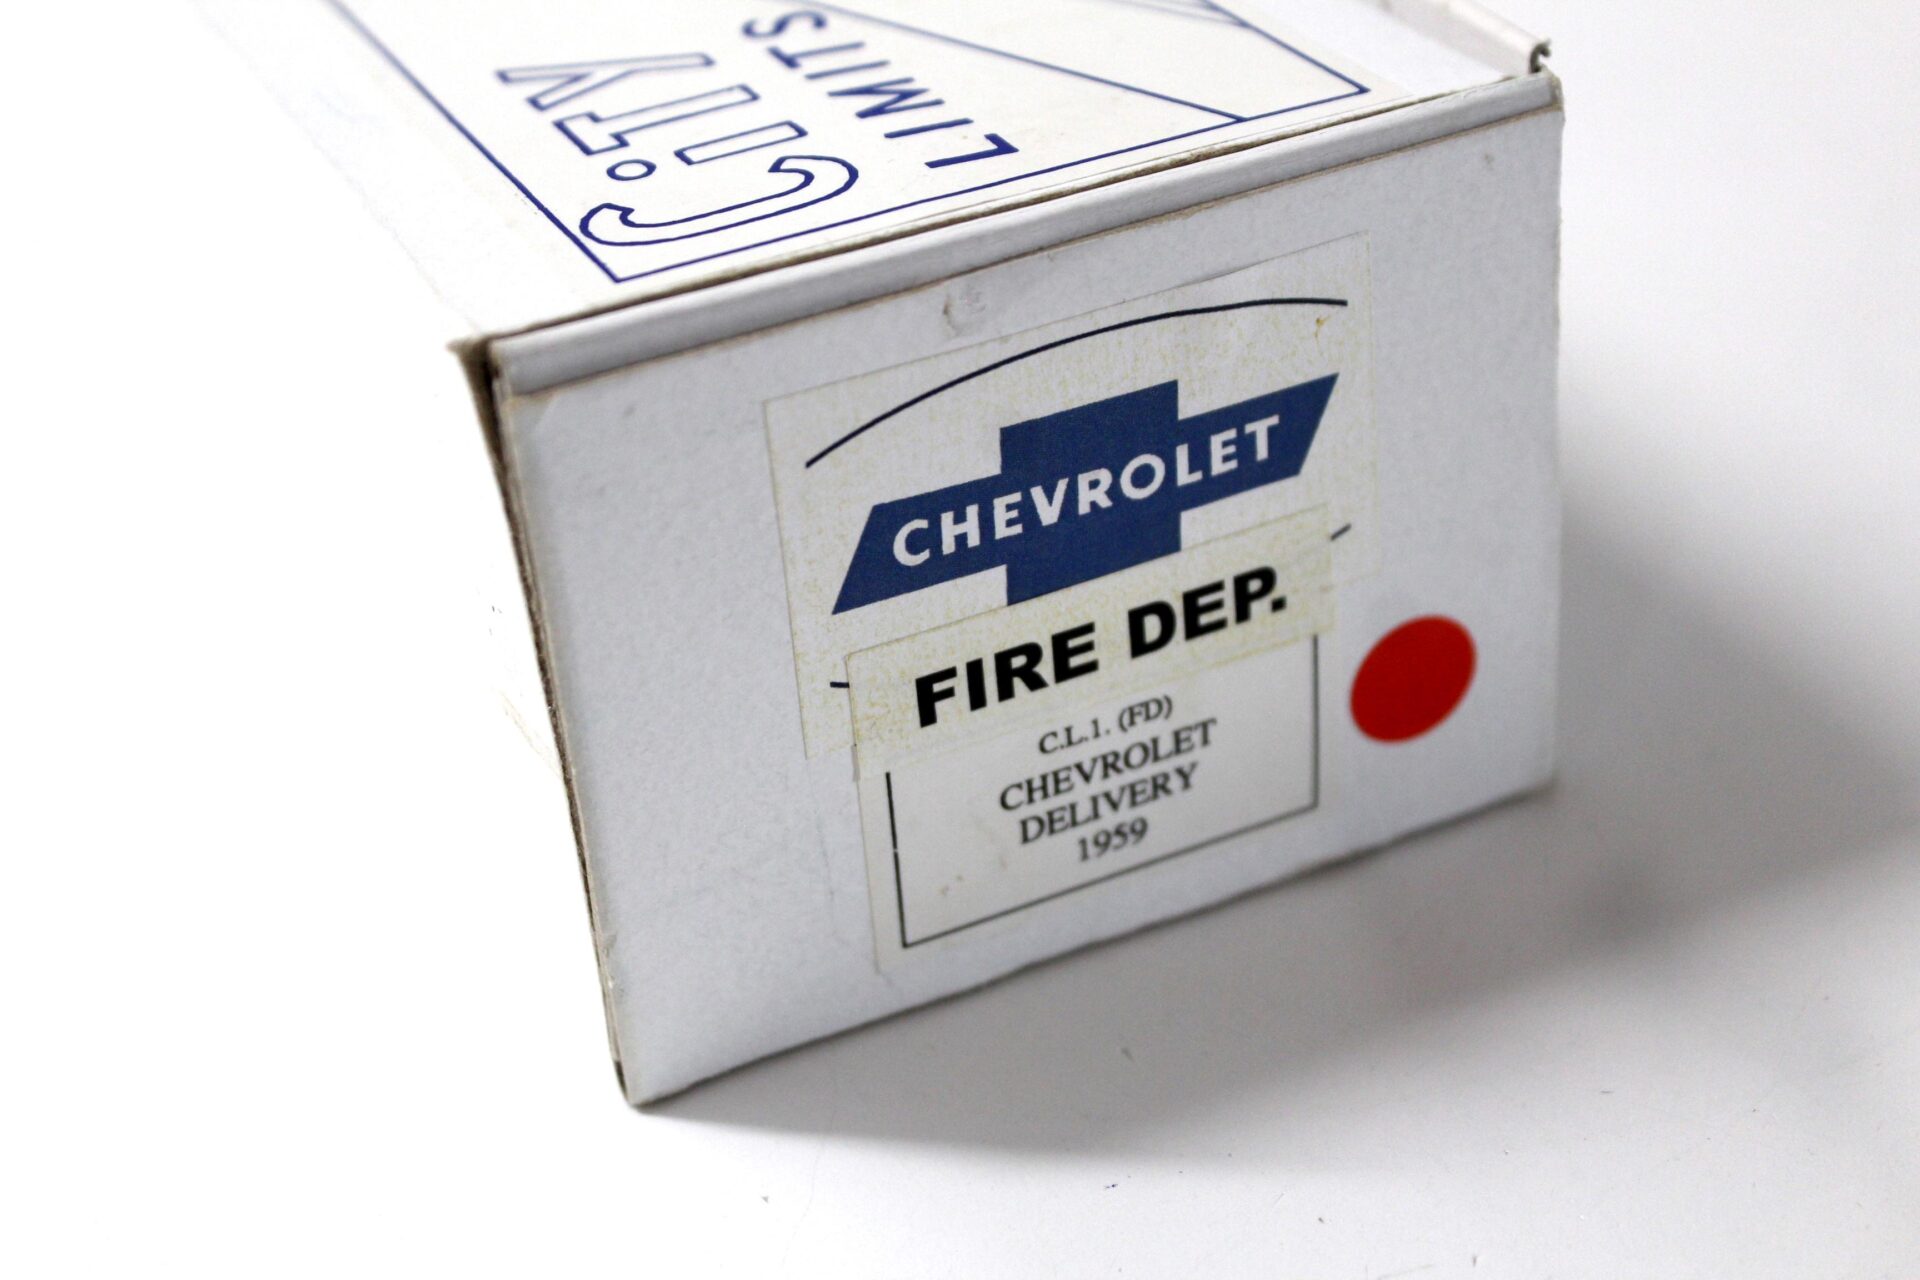 CiTY
LIMITS
CHEVROLET
FIRE DEP.
C.L.1. (FD)
CHEVROLET
DELIVERY
1959